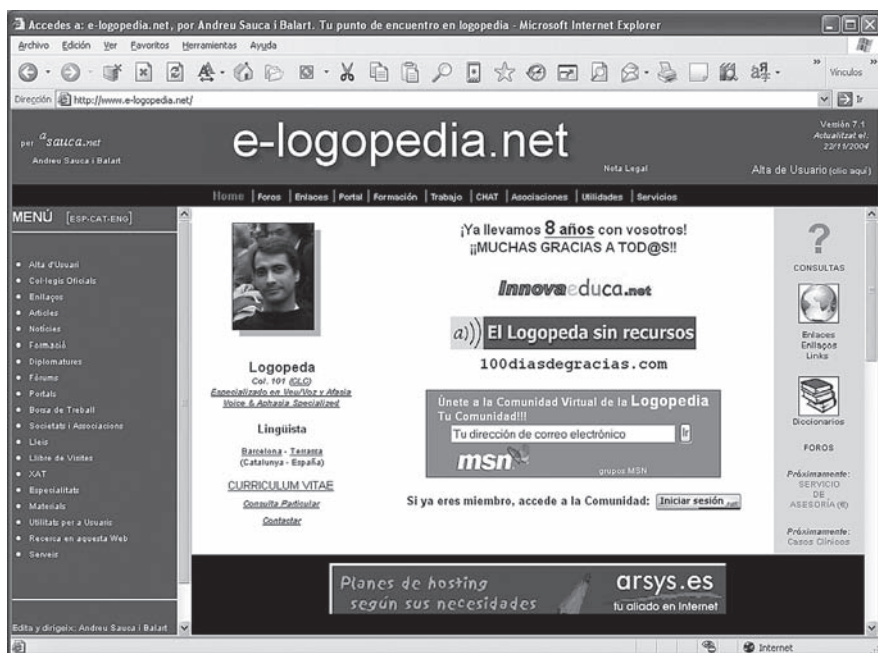 Accedes a: e-logopedia.net, por Andreu Sauca i Balart. Tu punto de encuentro en logopedia - Microsoft Internet Explorer
Archivo Edición Ver Favoritos Herramientas Ayuda
Vínculos
Dirección http://www.e-logopedia.net/ Ir
per asauca.net
Andreu Sauca i Balart
e-logopedia.net
Nota Legal
Versión 7.1
Actualitzat el:
22/11/2004
Alta de Usuario (clic aquí)
Home | Foros | Enlaces | Portal | Formación | Trabajo | CHAT | Asociaciones | Utilidades | Servicios
MENÚ [ESP-CAT-ENG]
Alta d'Usuari
Col·legis Oficials
Enllaços
Articles
Notícies
Formació
Diplomatures
Fòrums
Portals
Borsa de Treball
Societats i Associacions
Lleis
Llibre de Visites
XAT
Especialitats
Materials
Utilitats per a Usuaris
Recerca en aquesta Web
Serveis
Edita y dirigeix: Andreu Sauca i Balart
Logopeda
Col. 101 (CLC)
Especializado en Veu/Voz y Afasia
Voice & Aphasia Specialized
Lingüista
Barcelona - Terrassa
(Catalunya - España)
CURRICULUM VITAE
Consulta Particular
Contactar
¡Ya llevamos 8 años con vosotros!
¡¡MUCHAS GRACIAS A TOD@S!!
Innovaeduca.net
a))) El Logopeda sin recursos
100diasdegracias.com
Únete a la Comunidad Virtual de la Logopedia
Tu Comunidad!!!
Tu dirección de correo electrónico Ir
msn
grupos MSN
Si ya eres miembro, accede a la Comunidad: Iniciar sesión .net
?
CONSULTAS
Enlaces
Enllaços
Links
Diccionarios
FOROS
Próximamente:
SERVICIO
DE
ASESORÍA (€)
Próximamente:
Casos Clínicos
Planes de hosting
según sus necesidades
arsys.es
tu aliado en Internet
Internet